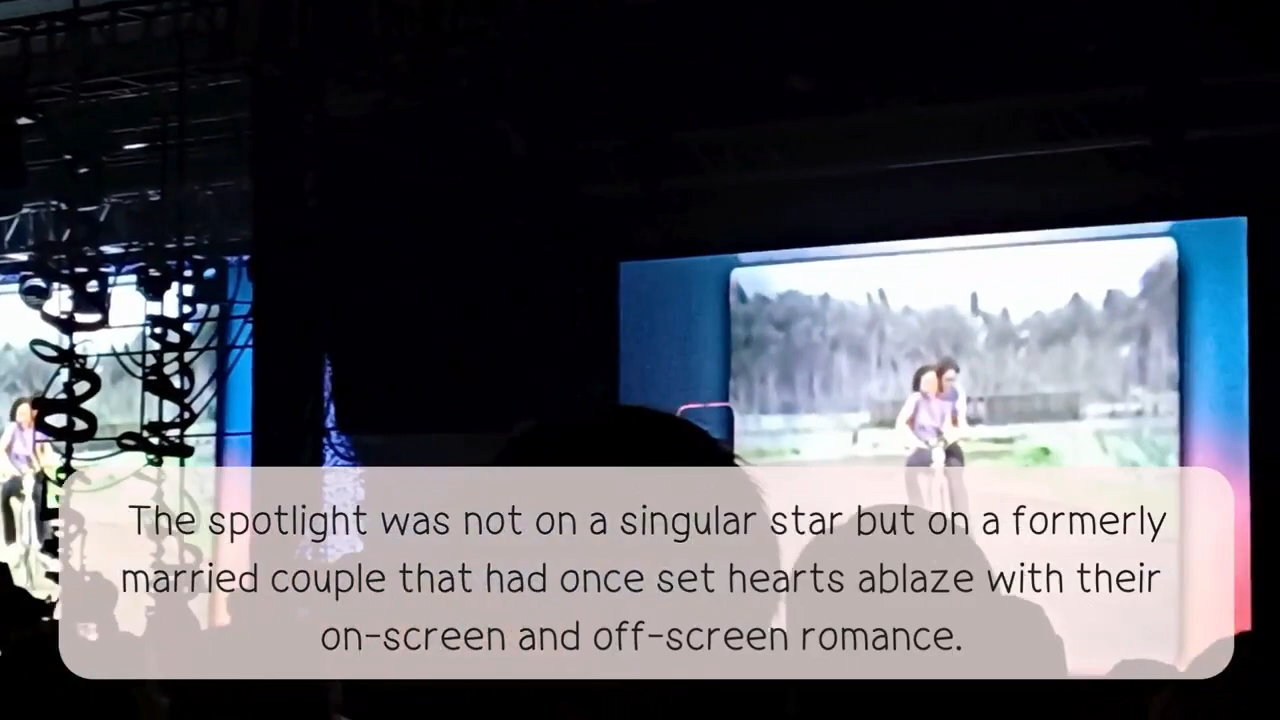 The spotlight was not on a singular star but on a formerly
married couple that had once set hearts ablaze with their
on-screen and off-screen romance.